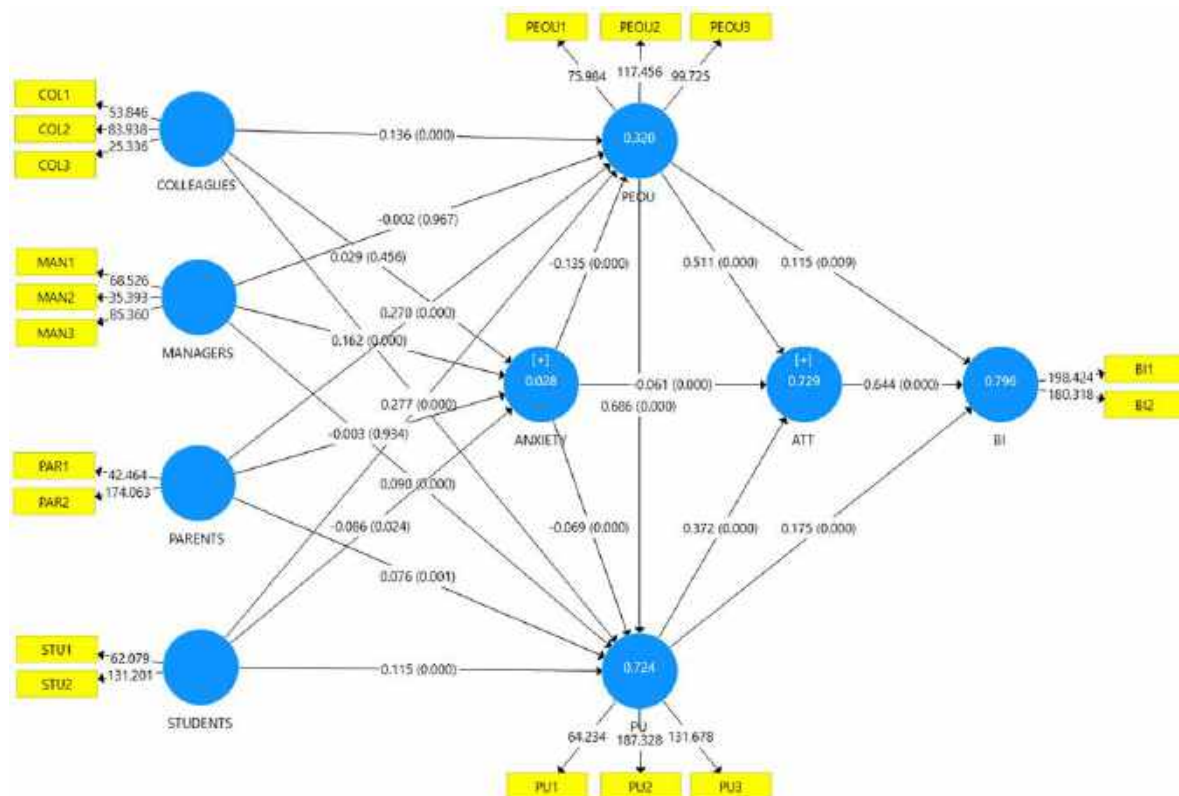 PEOU1 PEOU2 PEOU3
75.984 117.456 99.725
COL1
COL2
COL3
53.846
83.938
25.336
COLLEAGUES
0.136 (0.000)
0.320
PEOU
-0.002 (0.967)
0.029 (0.456)
MAN1
MAN2
MAN3
68.526
35.393
85.360
MANAGERS
-0.135 (0.000)
0.511 (0.000)
0.115 (0.009)
0.270 (0.000)
0.162 (0.000)
[+]
0.028
ANXIETY
-0.061 (0.000)
0.686 (0.000)
[+]
0.729
ATT
0.644 (0.000)
0.796
BI
198.424
180.318
BI1
BI2
0.277 (0.000)
-0.003 (0.934)
PAR1
PAR2
42.464
174.063
PARENTS
0.090 (0.000)
-0.086 (0.024)
-0.069 (0.000)
0.372 (0.000)
0.175 (0.000)
0.076 (0.001)
STU1
STU2
62.079
131.201
STUDENTS
0.115 (0.000)
0.724
PU
64.234 187.328 131.678
PU1 PU2 PU3